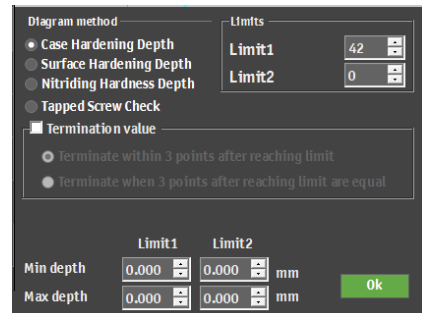 Diagram method
Limits
Case Hardening Depth
Limit1 42
Surface Hardening Depth
Limit2 0
Nitriding Hardness Depth
Tapped Screw Check
Termination value
Terminate within 3 points after reaching limit
Terminate when 3 points after reaching limit are equal
Limit1 Limit2
Min depth 0.000 0.000 mm
Max depth 0.000 0.000 mm
Ok